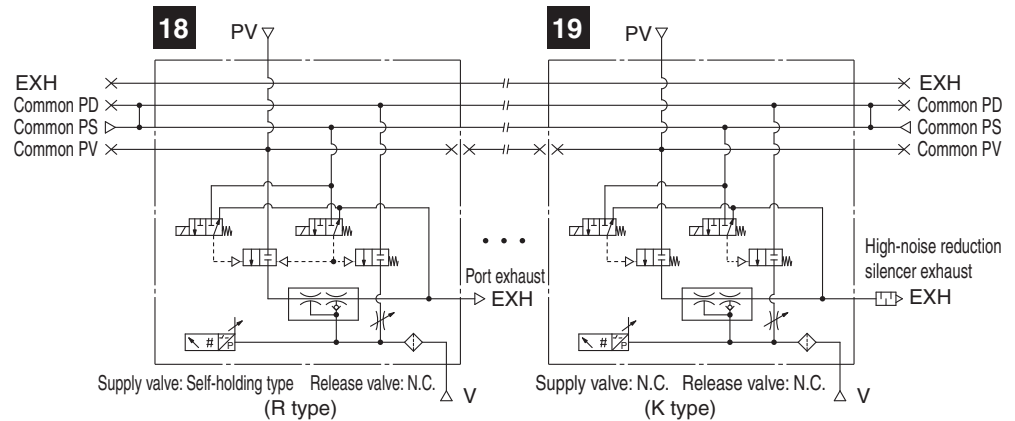 18
PV
19
PV
EXH
Common PD
Common PS
Common PV
EXH
Common PD
Common PS
Common PV
• • •
Port exhaust
EXH
High-noise reduction
silencer exhaust
EXH
# P
# P
Supply valve: Self-holding type Release valve: N.C.
(R type)
V
Supply valve: N.C. Release valve: N.C.
(K type)
V